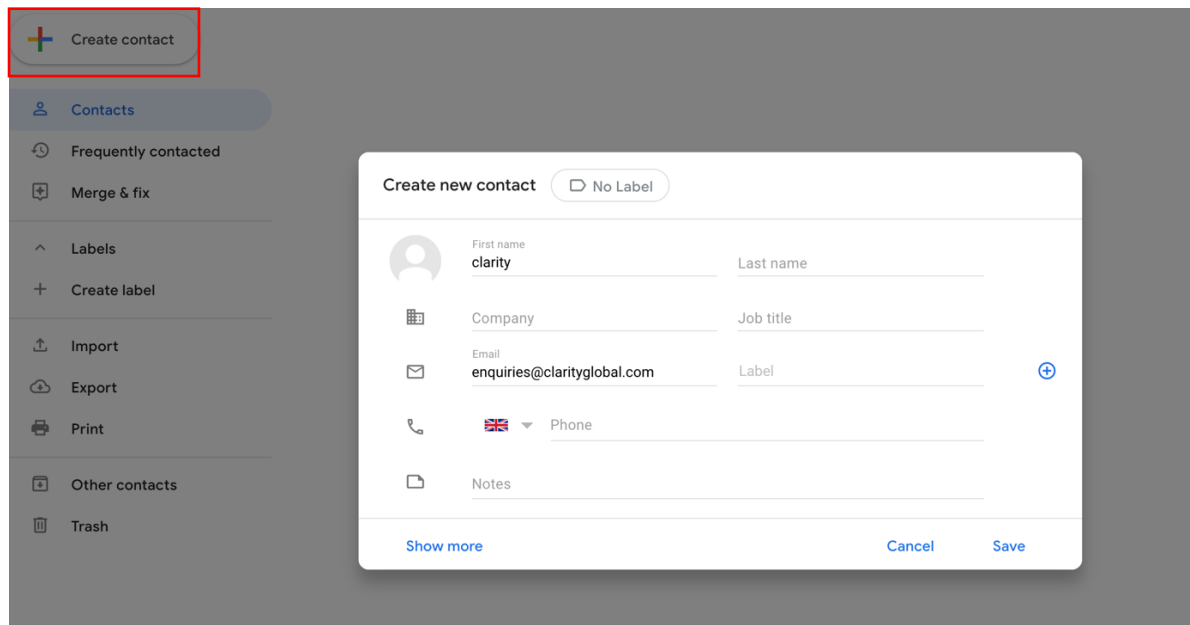 Create contact
Contacts
Frequently contacted
Merge & fix
Labels
Create label
Import
Export
Print
Other contacts
Trash
Create new contact No Label
First name
clarity Last name
Company Job title
Email
enquiries@clarityglobal.com Label
Phone
Notes
Show more Cancel Save